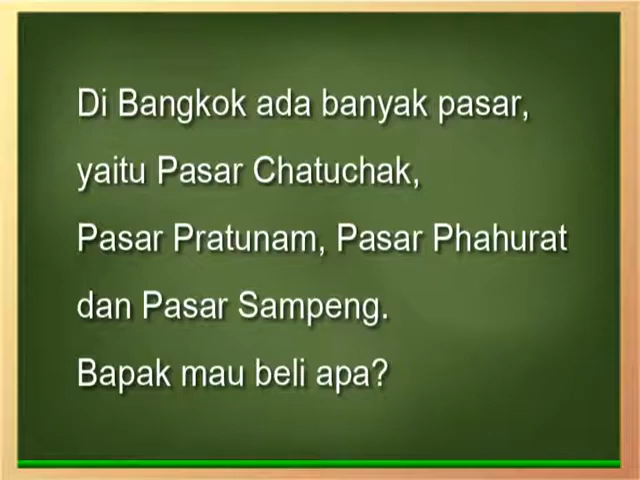 Di Bangkok ada banyak pasar,
yaitu Pasar Chatuchak,
Pasar Pratunam, Pasar Phahurat
dan Pasar Sampeng.
Bapak mau beli apa?